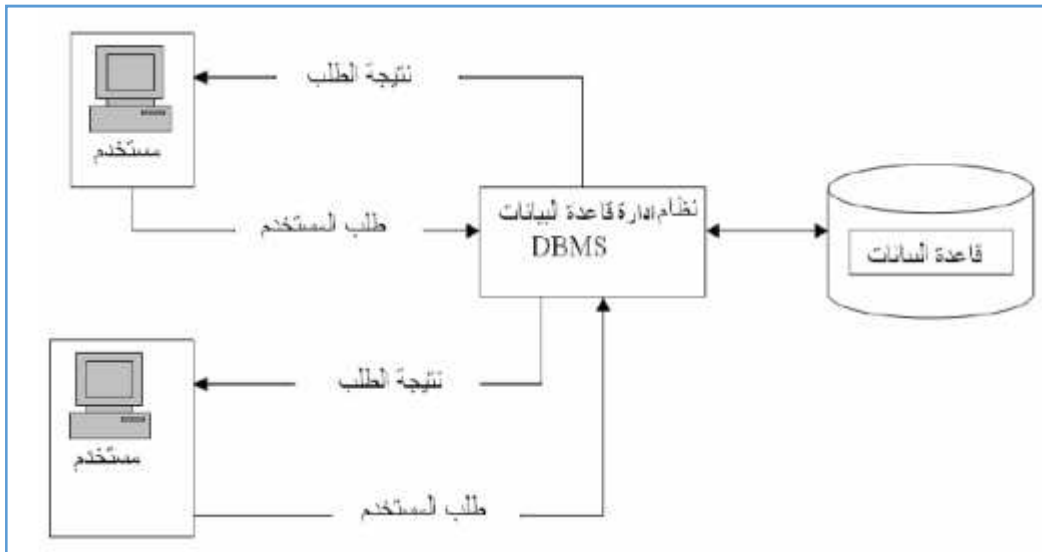 نتيجة الطلب
مستخدم
طلب المستخدم
نظام ادارة قاعدة البيانات
DBMS
قاعدة البيانات
نتيجة الطلب
مستخدم
طلب المستخدم